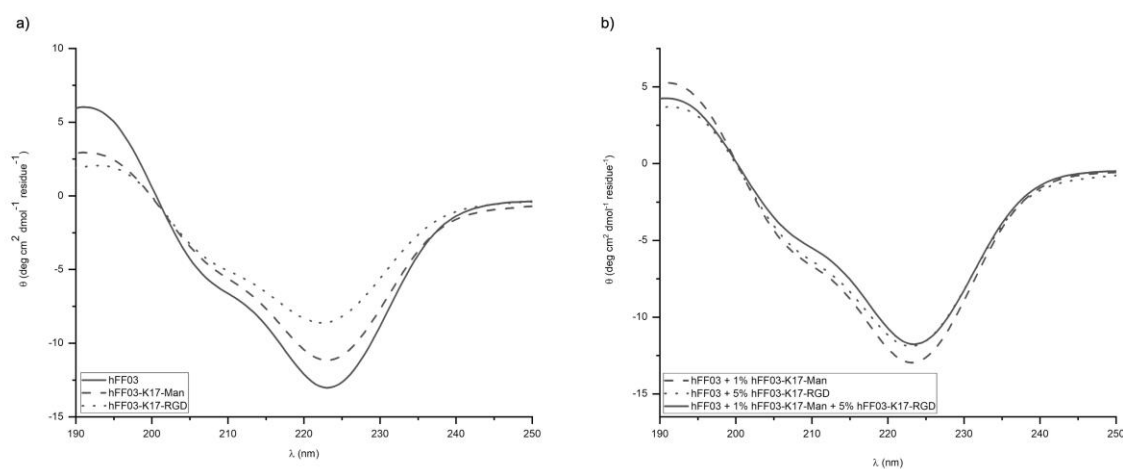 a)
10
5
0
-5
-10
-15
190 200 210 220 230 240 250
λ (nm)
θ (deg cm² dmol⁻¹ residue⁻¹)
hFF03
hFF03-K17-Man
hFF03-K17-RGD
b)
5
0
-5
-10
-15
190 200 210 220 230 240 250
λ (nm)
θ (deg cm² dmol⁻¹ residue⁻¹)
hFF03 + 1% hFF03-K17-Man
hFF03 + 5% hFF03-K17-RGD
hFF03 + 1% hFF03-K17-Man + 5% hFF03-K17-RGD